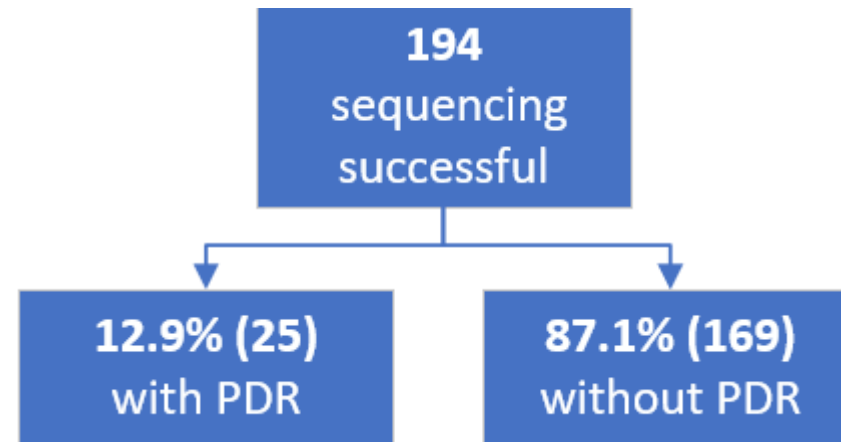 194
sequencing
successful
12.9% (25)
with PDR
87.1% (169)
without PDR